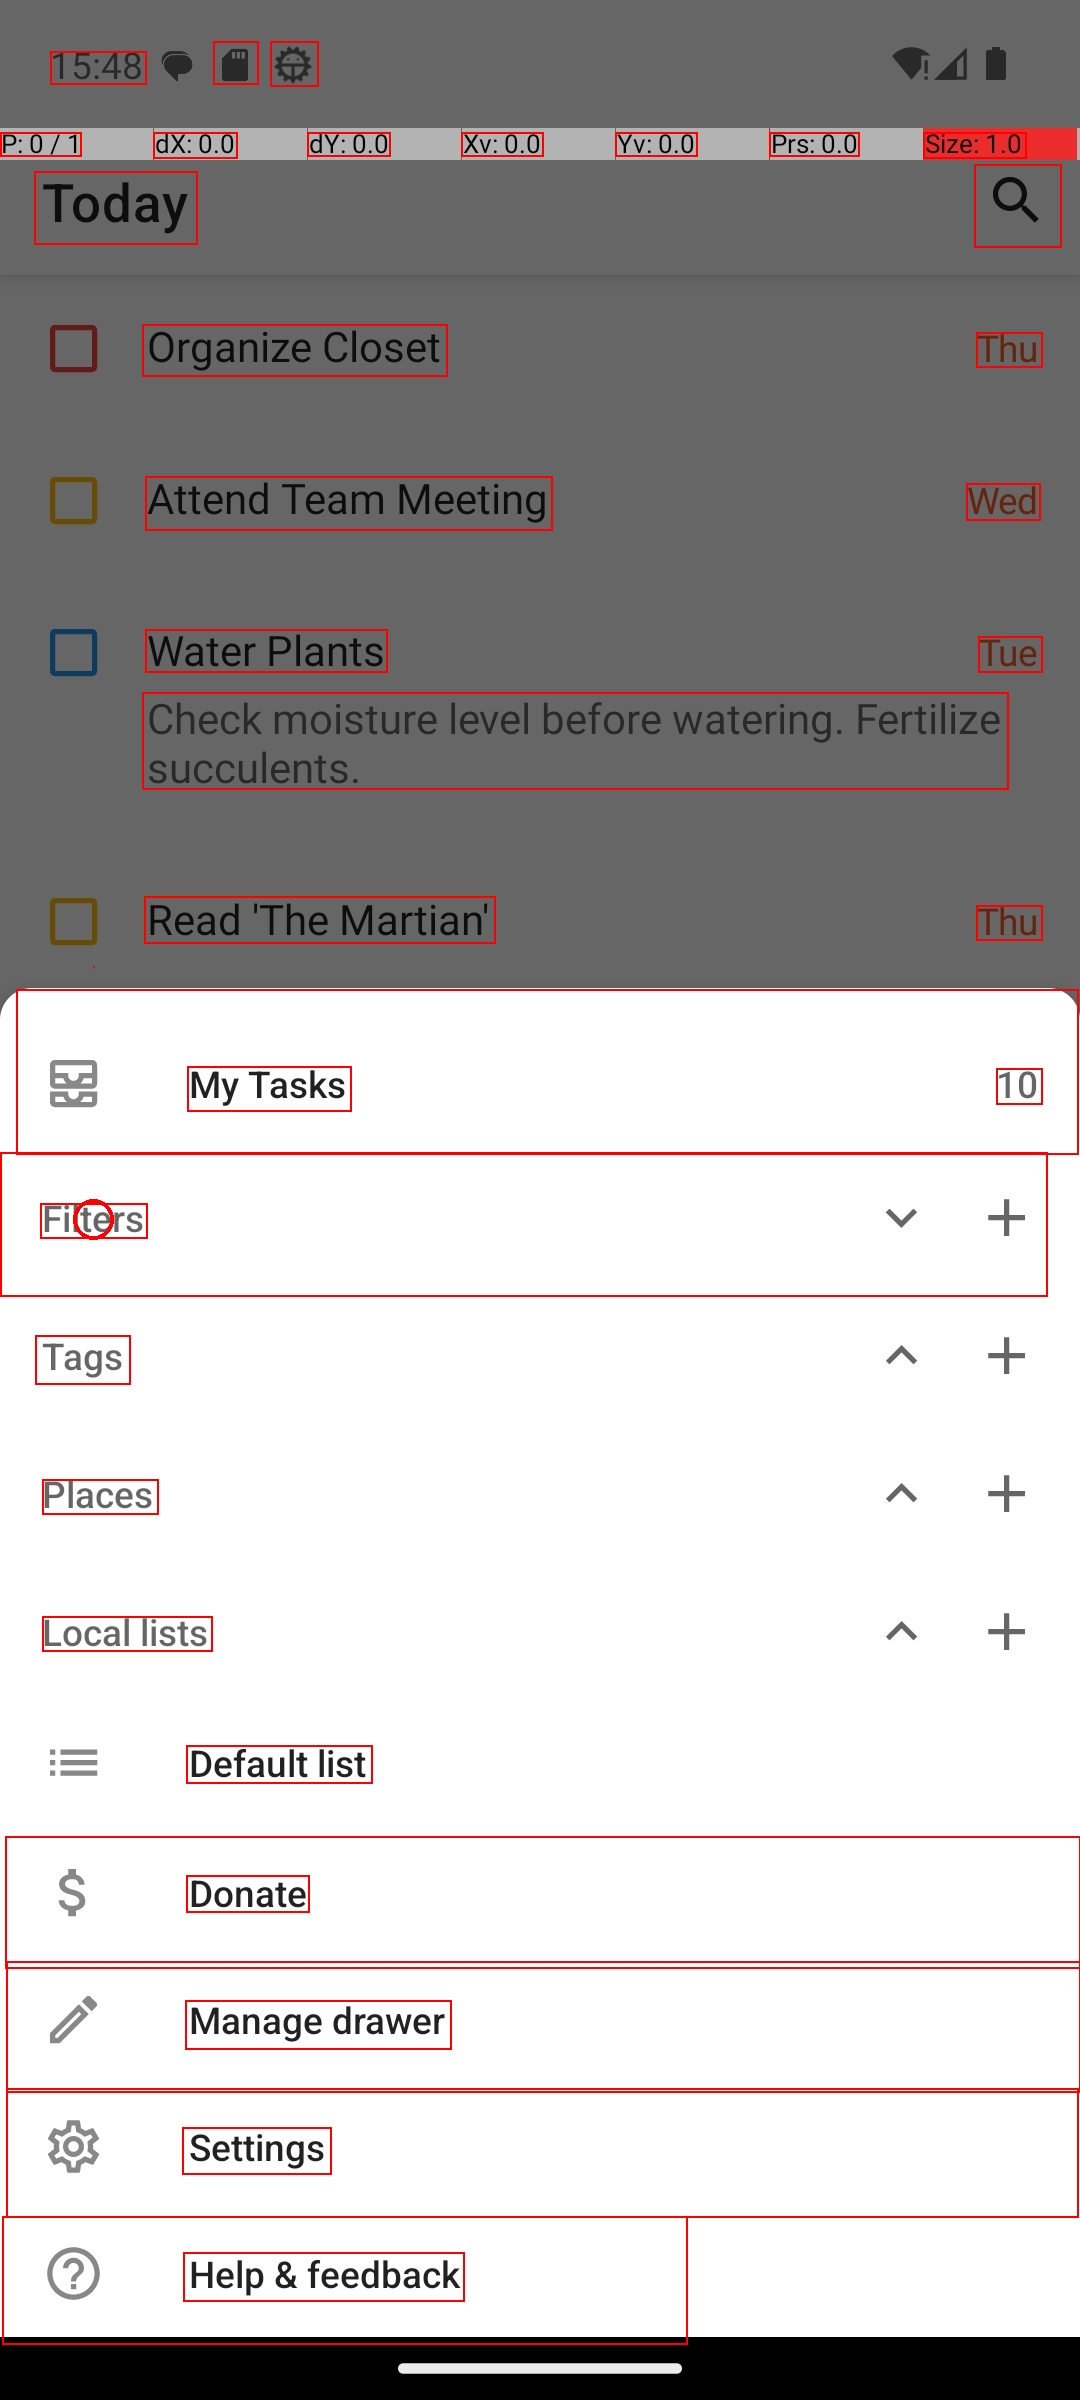 15:48
P: 0 / 1 dX: 0.0 dY: 0.0 Xv: 0.0 Yv: 0.0 Prs: 0.0 Size: 1.0
Today
Organize Closet Thu
Attend Team Meeting Wed
Water Plants Tue
Check moisture level before watering. Fertilize
succulents.
Read 'The Martian' Thu
My Tasks 10
Filters
Tags
Places
Local lists
Default list
Donate
Manage drawer
Settings
Help & feedback